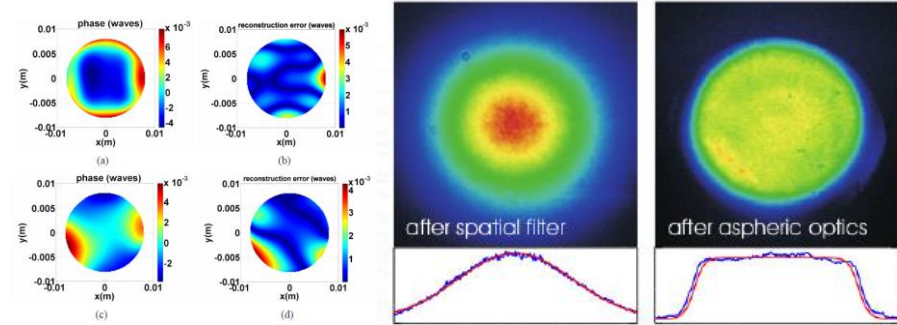 phase (waves)
x 10⁻³
0.01
0.005
0
-0.005
-0.01
y(m)
-0.01
0
0.01
x(m)
6
4
2
0
-2
-4
(a)
reconstruction error (waves)
x 10⁻³
0.01
0.005
0
-0.005
-0.01
y(m)
-0.01
0
0.01
x(m)
5
4
3
2
1
(b)
phase (waves)
x 10⁻³
0.01
0.005
0
-0.005
-0.01
y(m)
-0.01
0
0.01
x(m)
6
4
2
0
-2
(c)
reconstruction error (waves)
x 10⁻³
0.01
0.005
0
-0.005
-0.01
y(m)
-0.01
0
0.01
x(m)
4
3
2
1
(d)
after spatial filter
after aspheric optics